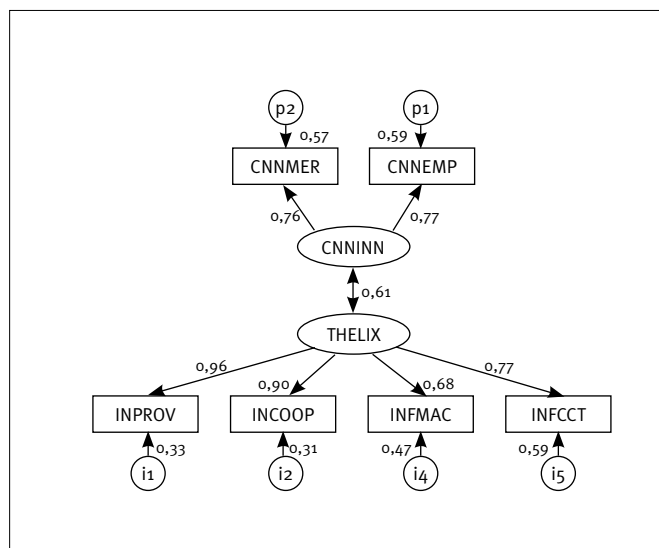 p2 p1
0,57 0,59
CNNMER CNNEMP
0,76 0,77
CNNINN
0,61
THELIX
0,96 0,90 0,68 0,77
INPROV INCOOP INFMAC INFCCT
0,33 0,31 0,47 0,59
i1 i2 i4 i5